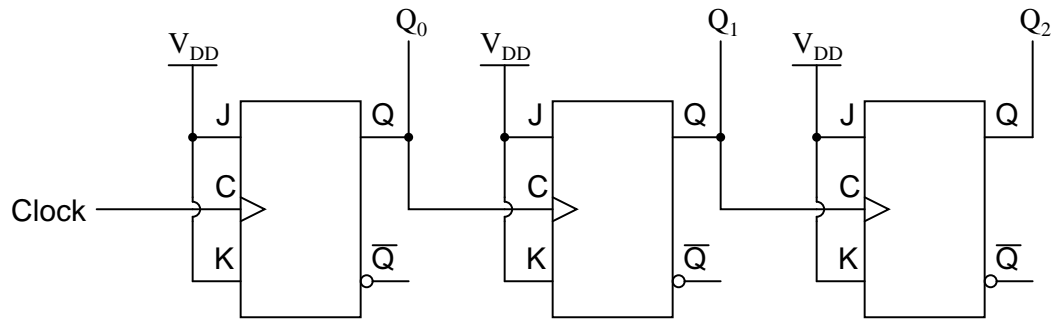 Q0 Q1 Q2
VDD VDD VDD
J Q J Q J Q
Clock C C C
K Q̅ K Q̅ K Q̅